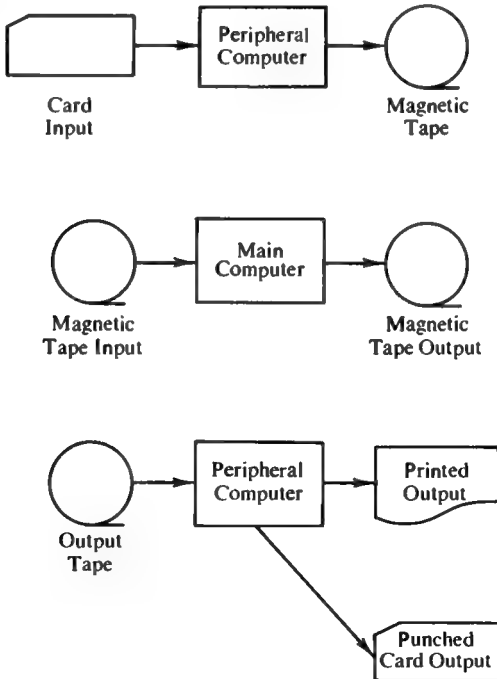 Peripheral
Computer
Card
Input
Magnetic
Tape
Main
Computer
Magnetic
Tape Input
Magnetic
Tape Output
Peripheral
Computer
Printed
Output
Output
Tape
Punched
Card Output